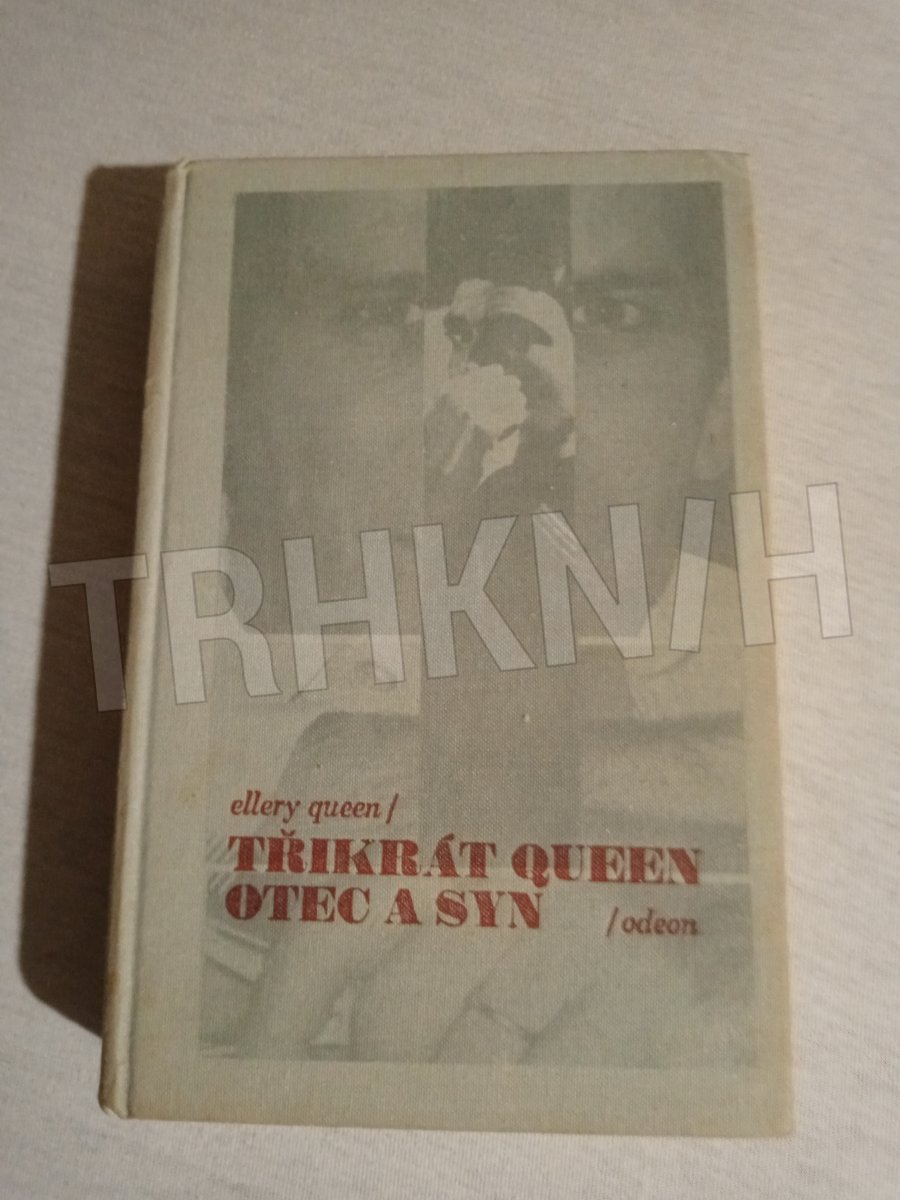 TRHKNIH
ellery queen /
TŘIKRÁT QUEEN
OTEC A SYN
/odeon